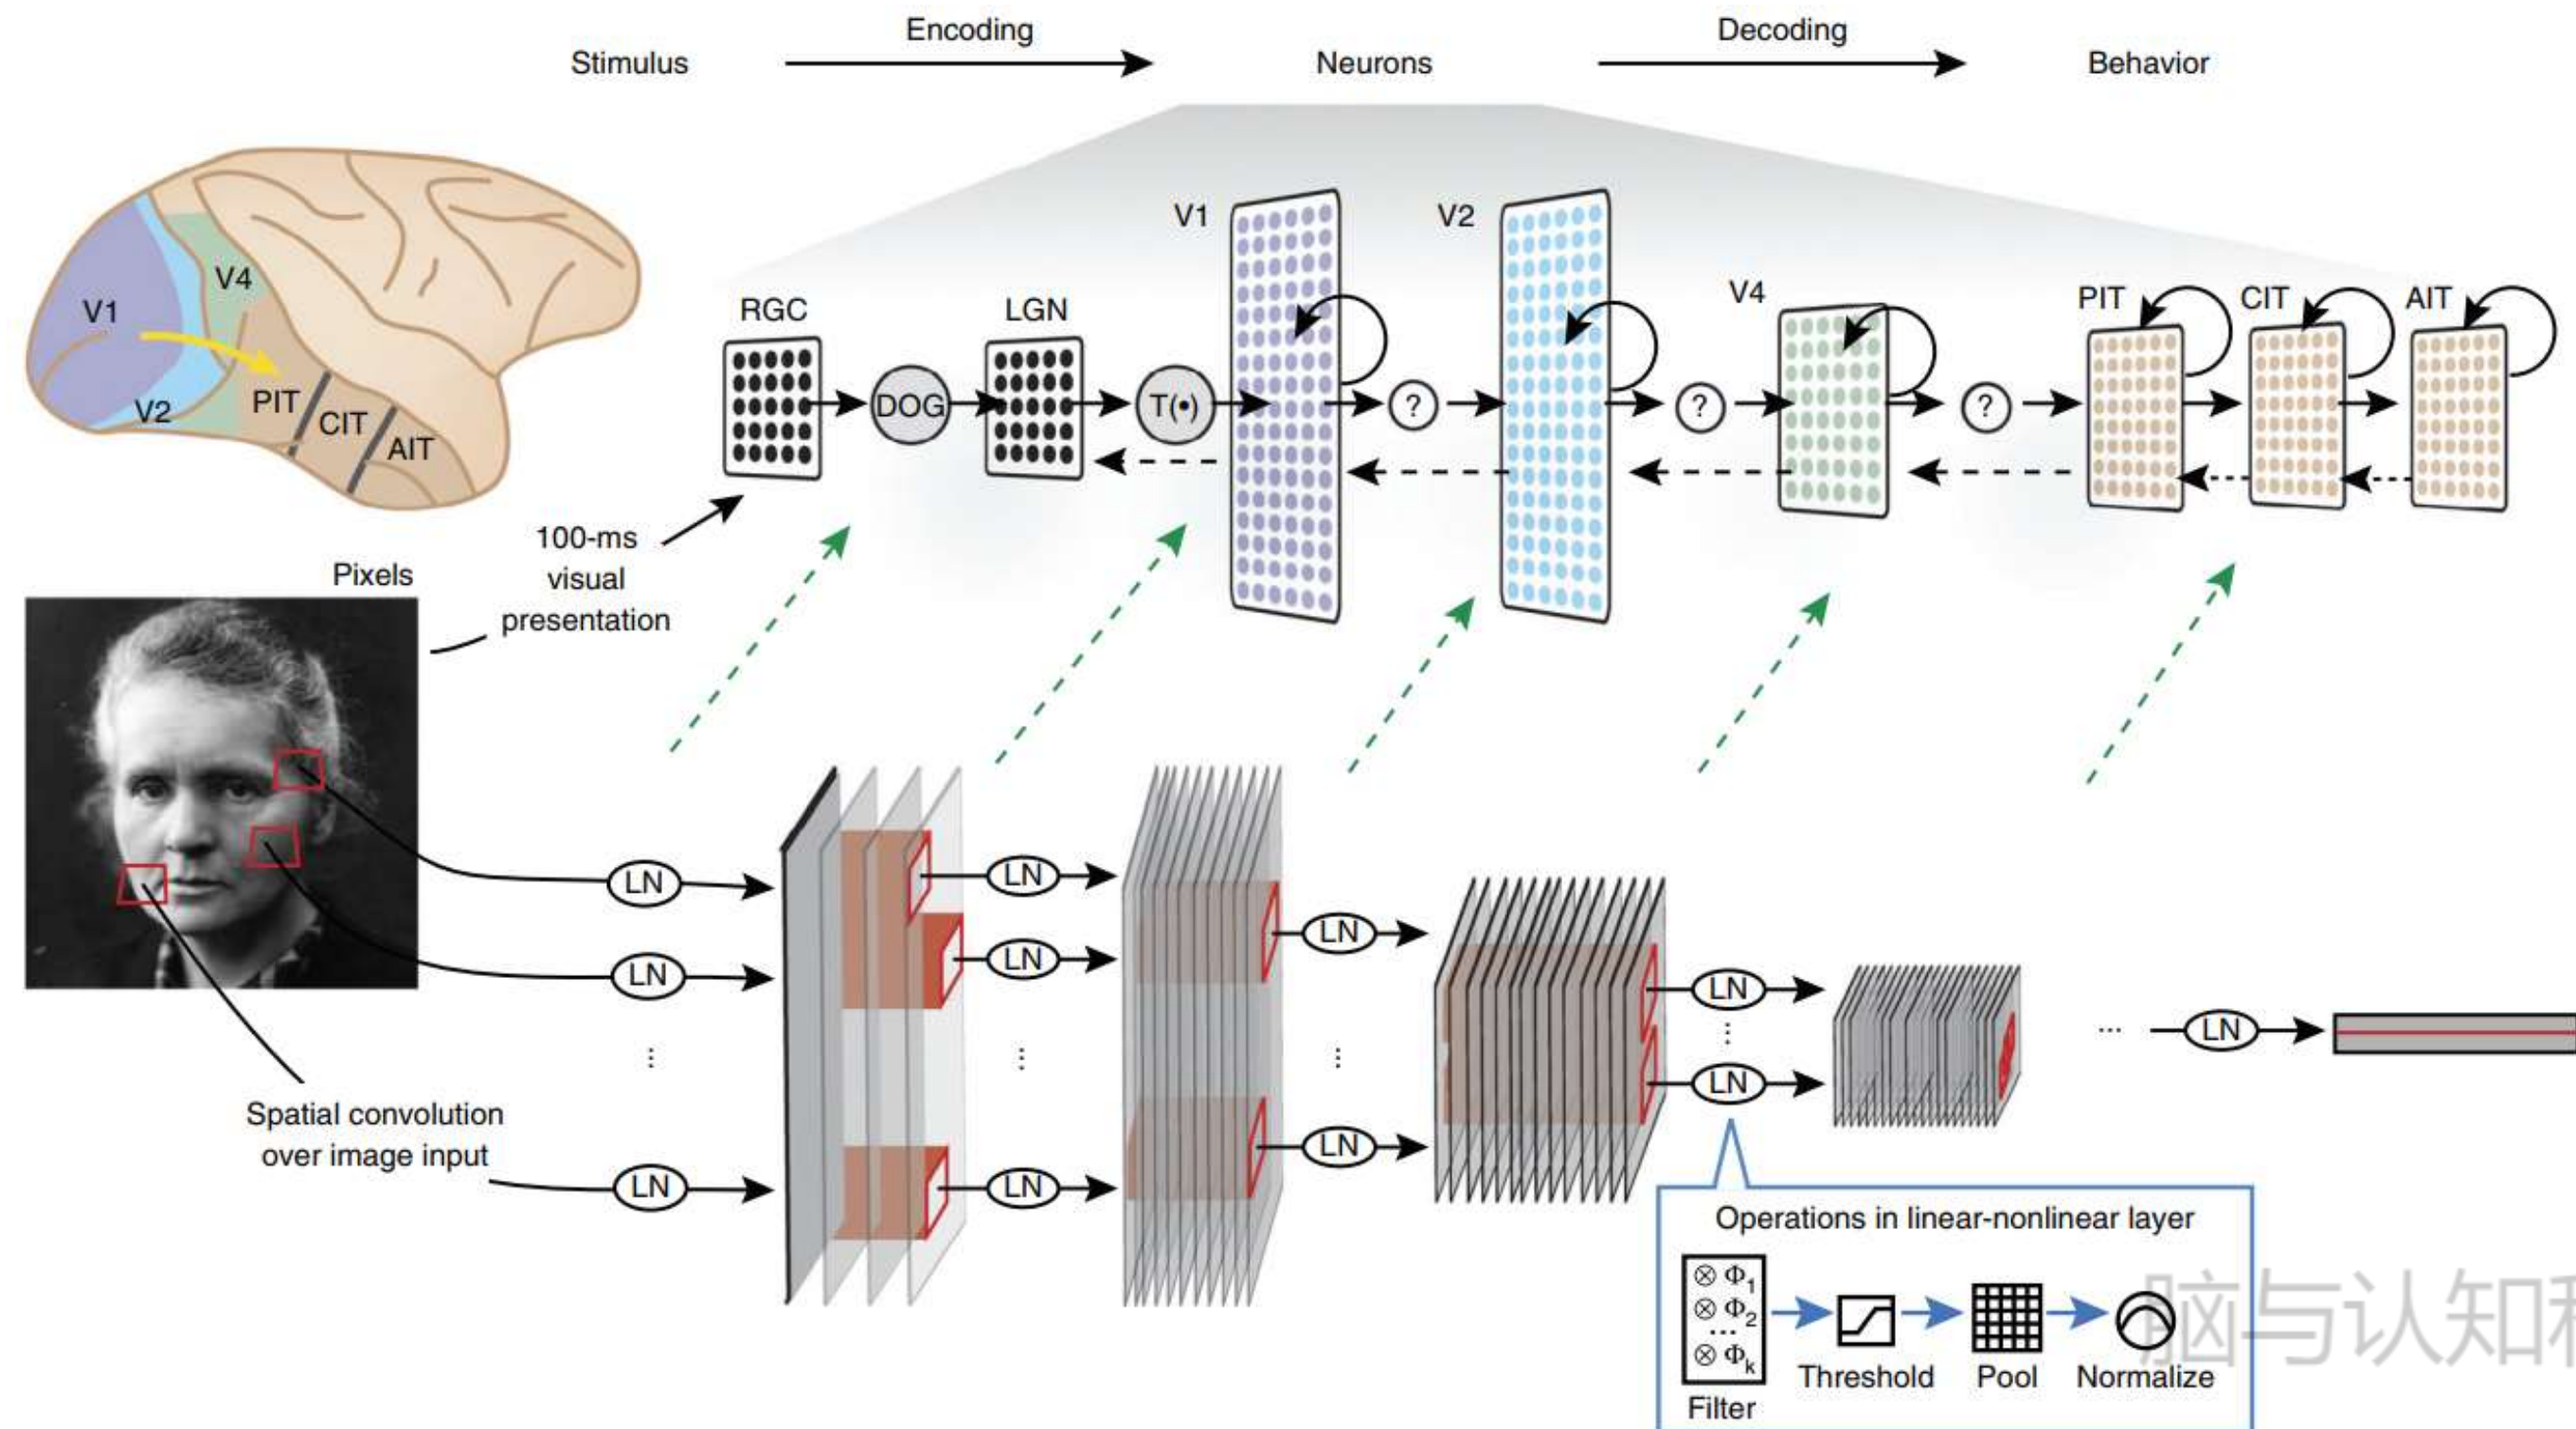 Encoding
Decoding
Stimulus
Neurons
Behavior
V1
V2
V4
PIT
CIT
AIT
RGC
DOG
LGN
T(•)
V1
?
V2
?
V4
?
PIT
CIT
AIT
100-ms
visual
presentation
Pixels
LN
LN
LN
LN
LN
LN
LN
LN
LN
LN
... LN
Spatial convolution
over image input
Operations in linear-nonlinear layer
⊗ Φ1
⊗ Φ2
...
⊗ Φk
Filter
Threshold
Pool
Normalize
脑与认知科